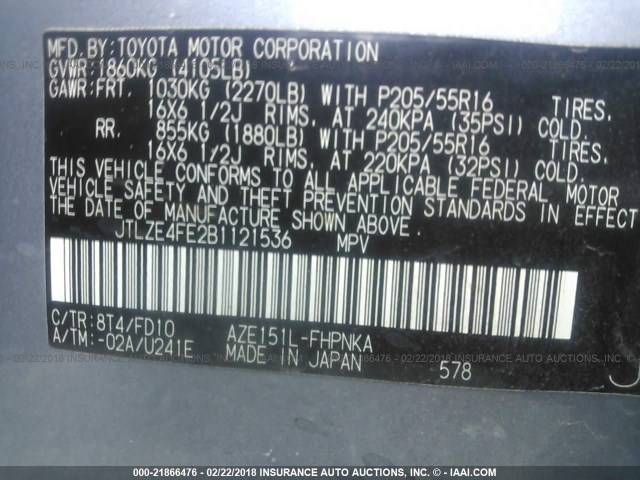 MFD.BY:TOYOTA MOTOR CORPORATION
GVWR:1860KG (4105LB)
GAWR:FRT. 1030KG (2270LB) WITH P205/55R16 TIRES.
16X6 1/2J RIMS, AT 240KPA (35PSI) COLD.
RR. 855KG (1880LB) WITH P205/55R16 TIRES.
16X6 1/2J RIMS, AT 220KPA (32PSI) COLD.
THIS VEHICLE CONFORMS TO ALL APPLICABLE FEDERAL MOTOR
VEHICLE SAFETY AND THEFT PREVENTION STANDARDS IN EFFECT
THE DATE OF MANUFACTURE SHOWN ABOVE.
JTLZE4FE2B1121536 MPV
C/TR:8T4/FD10 AZE151L-FHPNKA
A/TM:-02A/U241E MADE IN JAPAN 578
000-21866476 - 02/22/2018 INSURANCE AUTO AUCTIONS, INC. - © - IAAI.COM